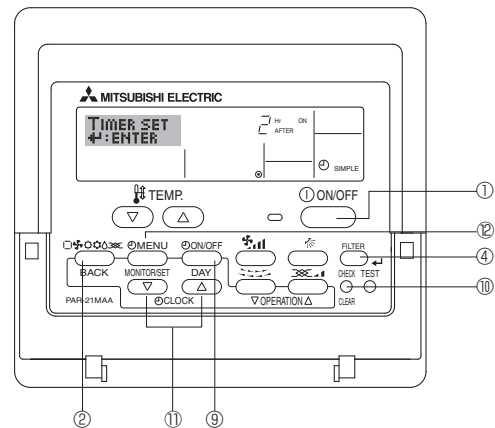 MITSUBISHI ELECTRIC
TIMER SET
:ENTER
2 Hr ON
AFTER
SIMPLE
TEMP.
ON/OFF
①
⑫
MENU ON/OFF FILTER
④
BACK MONITOR/SET DAY CHECK TEST
PAR-21MAA CLOCK ▽ OPERATION △ CLEAR
⑩
② ⑪ ⑨